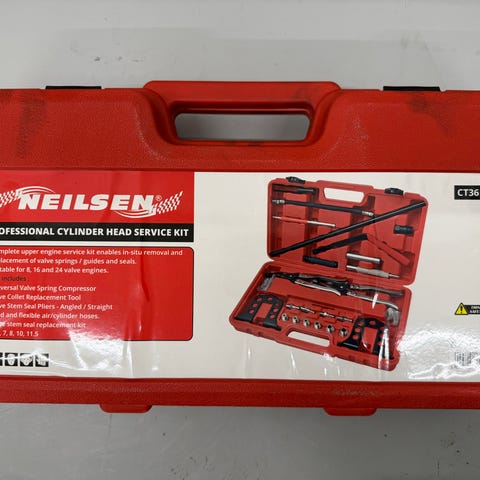 NEILSEN®
CT36
OFESSIONAL CYLINDER HEAD SERVICE KIT
mplete upper engine service kit enables in-situ removal and
placement of valve springs / guides and seals.
table for 8, 16 and 24 valve engines.
includes:
versal Valve Spring Compressor
ve Collet Replacement Tool
ve Stem Seal Pliers - Angled / Straight
d and flexible air/cylinder hoses.
e stem seal replacement kit
, 7, 8, 10, 11.5